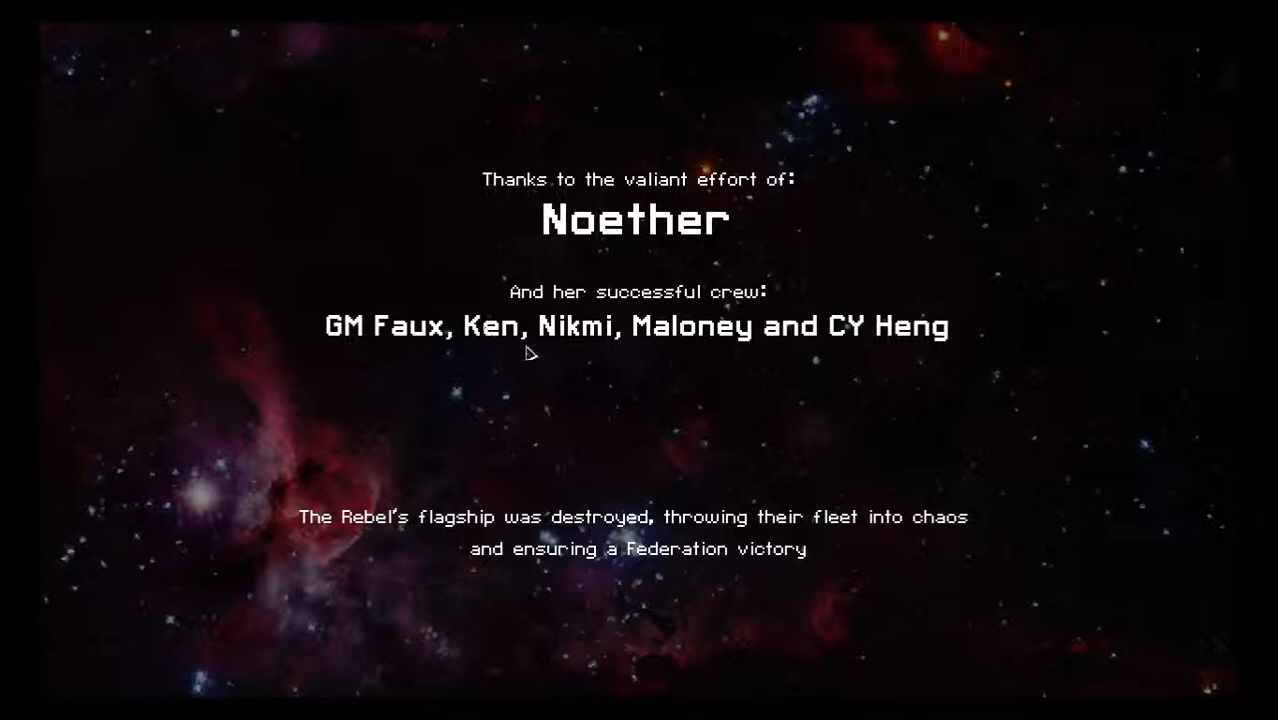 Thanks to the valiant effort of:
Noether
And her successful crew:
GM Faux, Ken, Nikmi, Maloney and CY Heng
The Rebel's flagship was destroyed, throwing their fleet into chaos
and ensuring a Federation victory